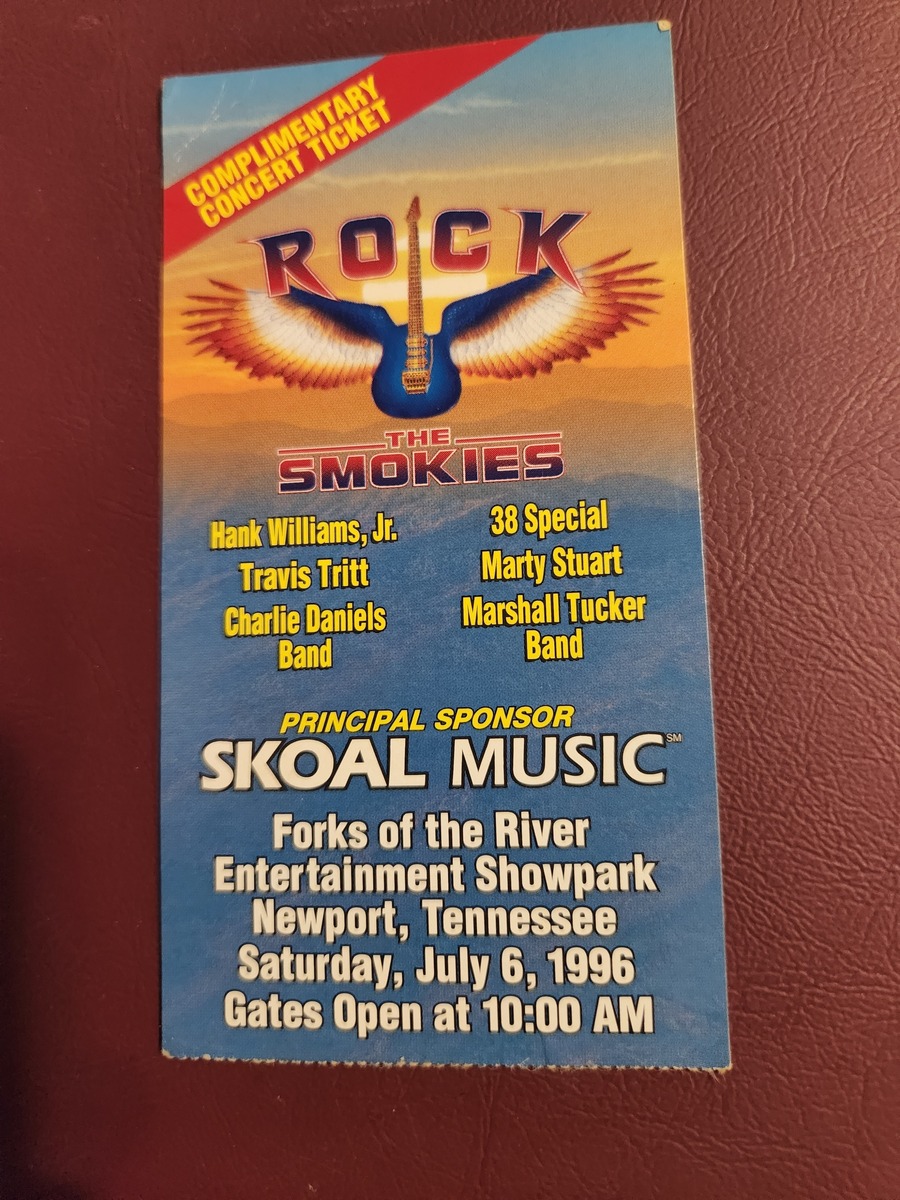 COMPLIMENTARY
CONCERT TICKET
ROCK
THE
SMOKIES
Hank Williams, Jr.
Travis Tritt
Charlie Daniels
Band
38 Special
Marty Stuart
Marshall Tucker
Band
PRINCIPAL SPONSOR
SKOAL MUSIC℠
Forks of the River
Entertainment Showpark
Newport, Tennessee
Saturday, July 6, 1996
Gates Open at 10:00 AM